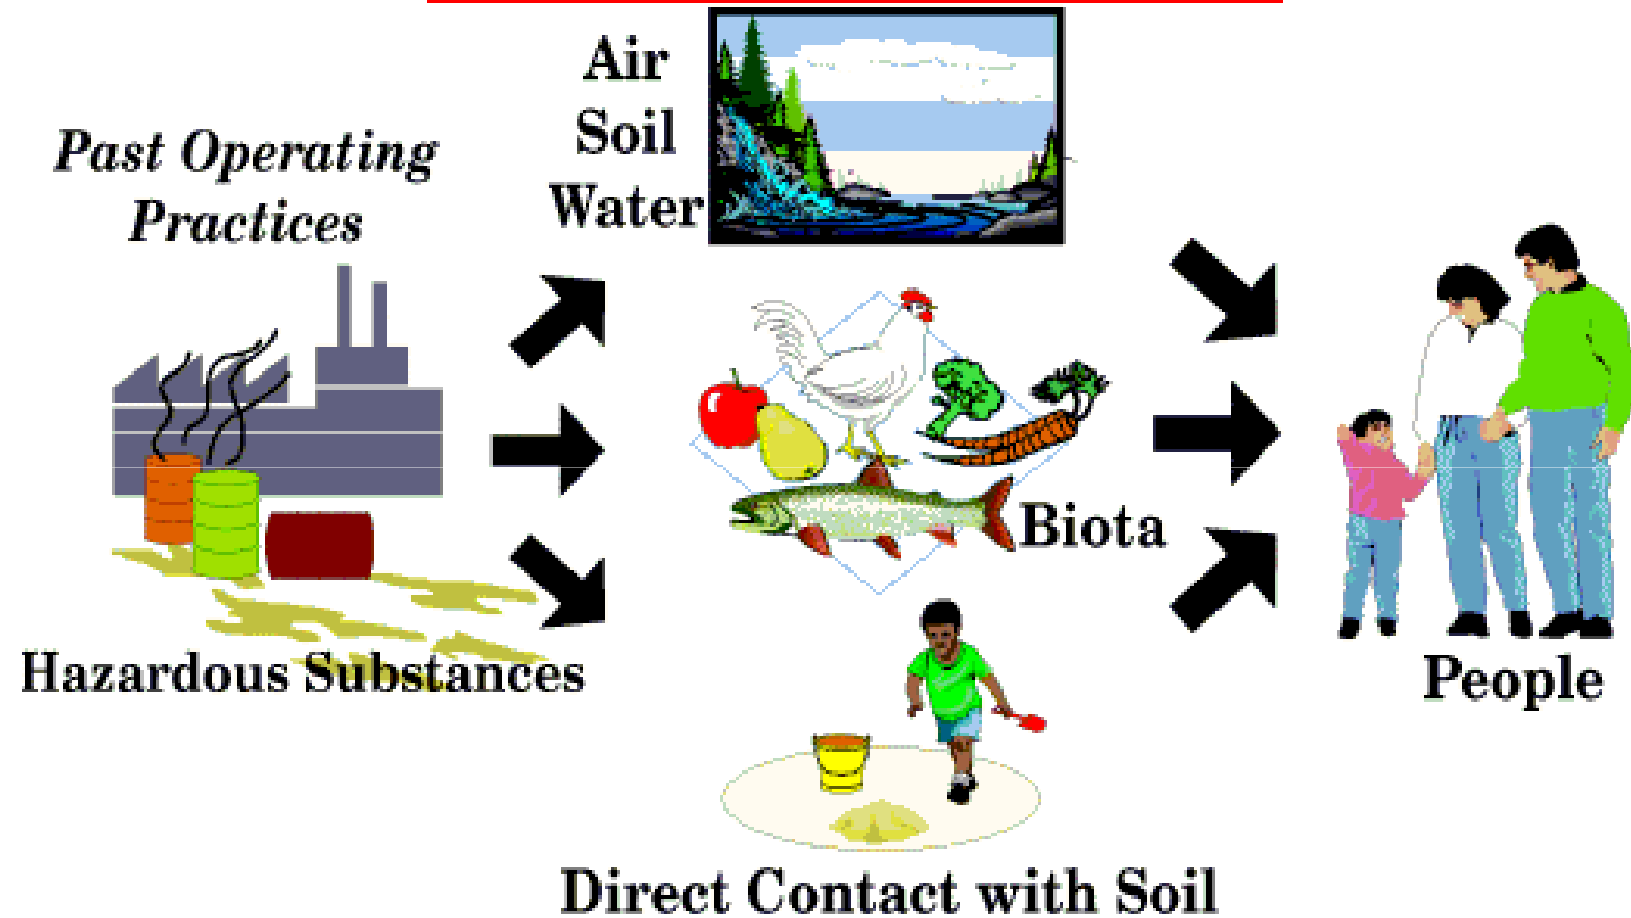 Past Operating
Practices
Hazardous Substances
Air
Soil
Water
Biota
Direct Contact with Soil
People